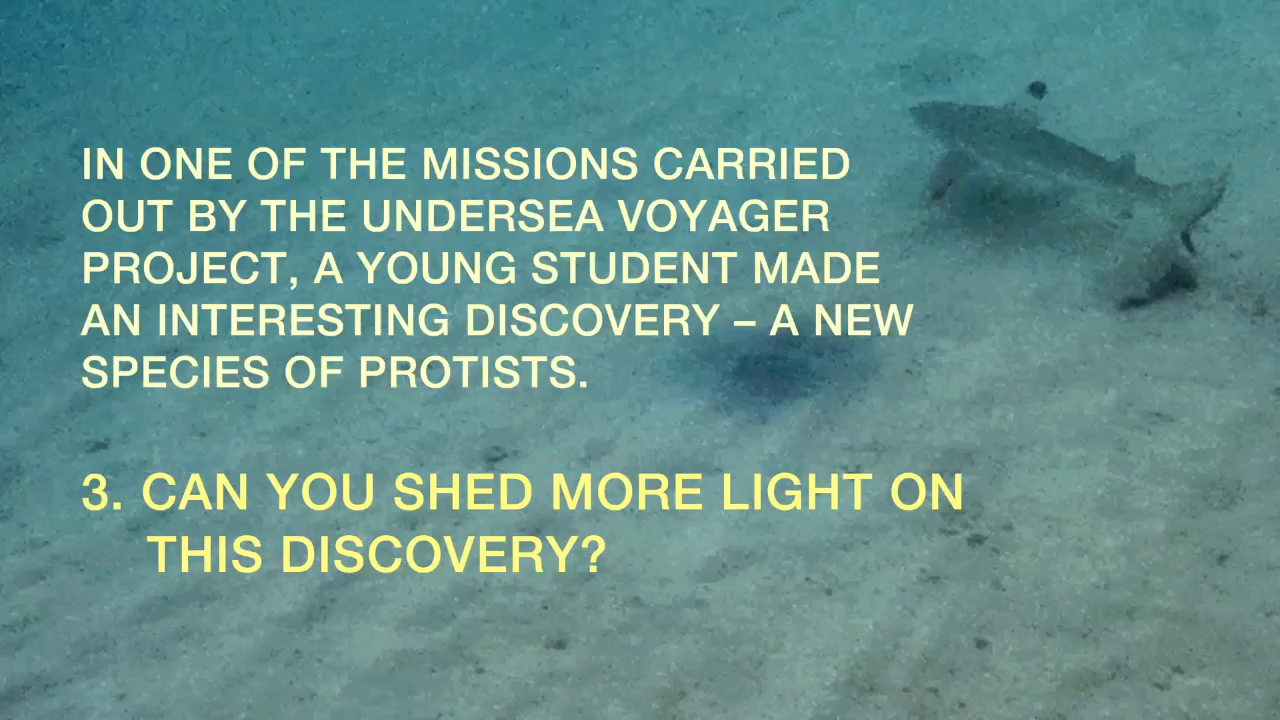 IN ONE OF THE MISSIONS CARRIED
OUT BY THE UNDERSEA VOYAGER
PROJECT, A YOUNG STUDENT MADE
AN INTERESTING DISCOVERY – A NEW
SPECIES OF PROTISTS.
3. CAN YOU SHED MORE LIGHT ON
THIS DISCOVERY?